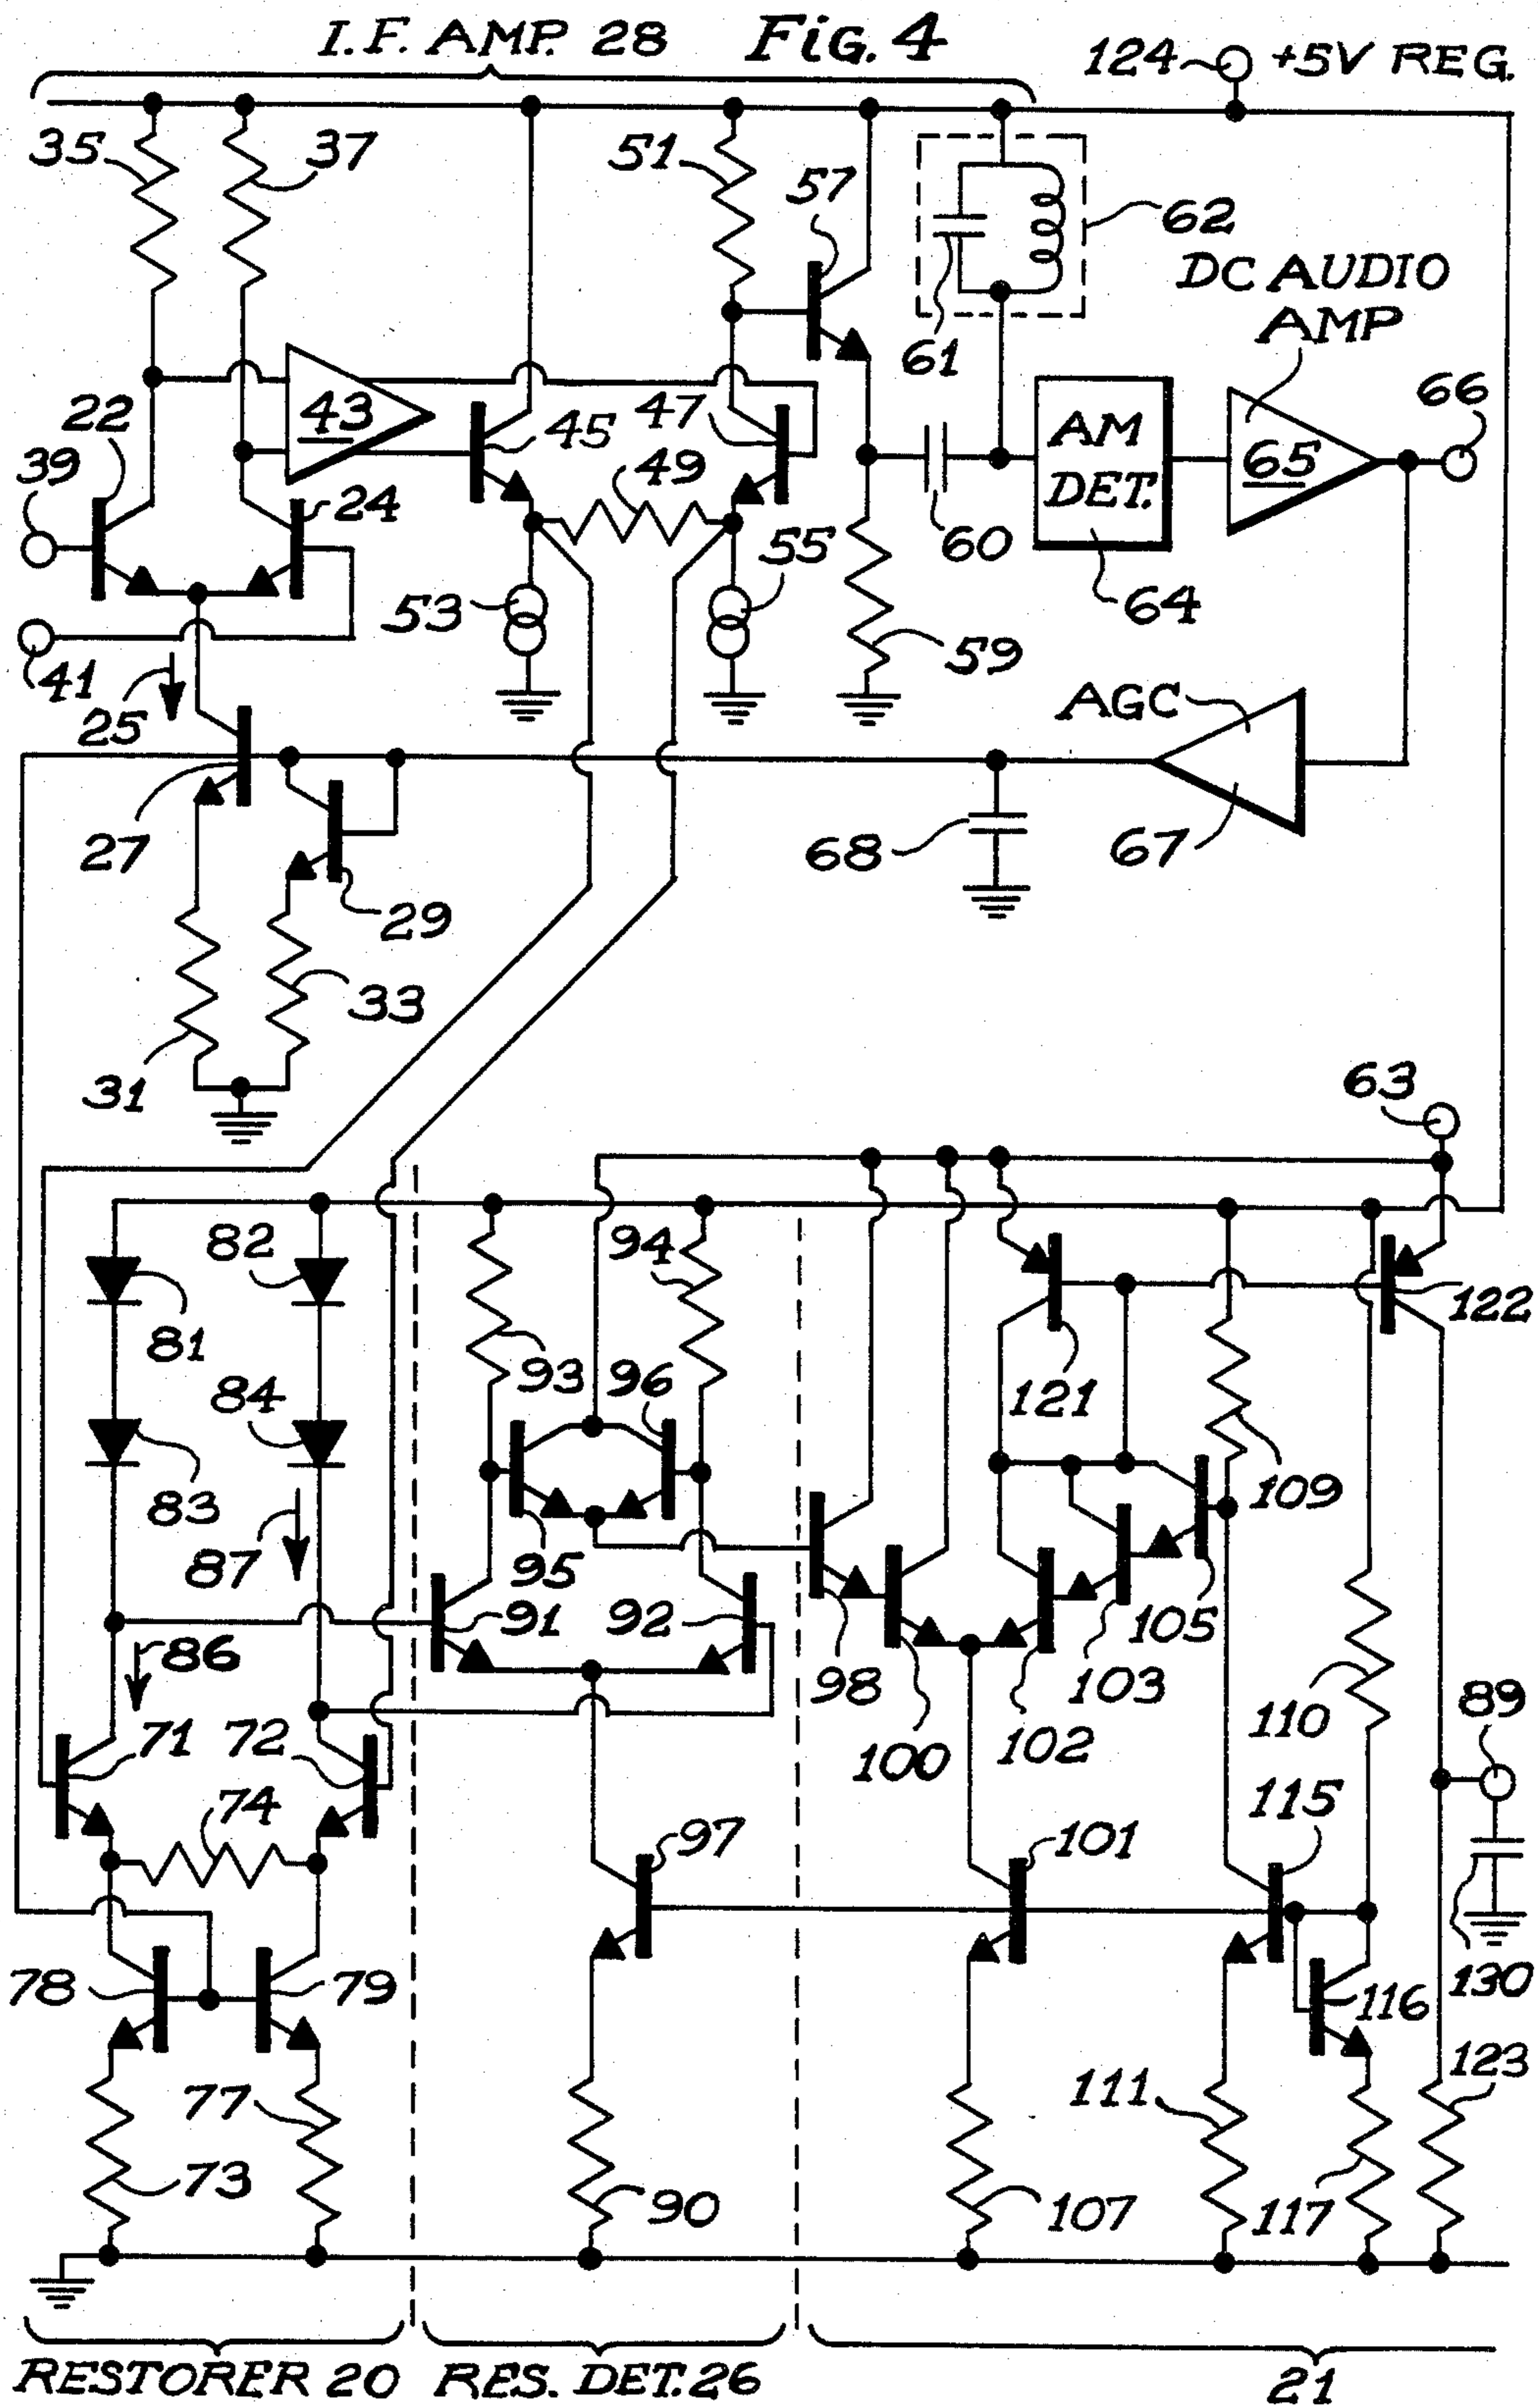 I.F. AMP. 28 Fig. 4
124 +5V REG.
35 37 51 57
62
DC AUDIO
AMP
61
22 43 45 47 AM
DET. 65 66
39 24 49
60
53 55 64
59
41
25 AGC
27 68 67
29
33
31
63
82 94
81 93 96 121 122
84
83 109
87 95 105
91 92 98 103
86 110 89
71 72 100 102
74 97 101 115
78 79 116 130
77 111 123
73 90 107 117
RESTORER 20 RES. DET. 26 21